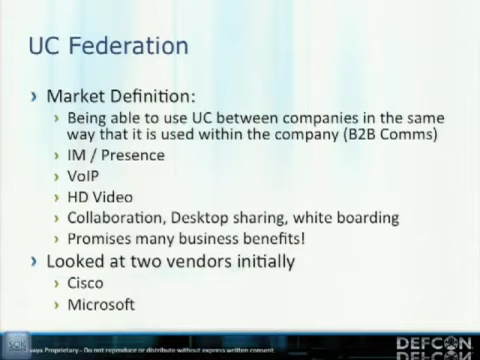 UC Federation
› Market Definition:
› Being able to use UC between companies in the same
way that it is used within the company (B2B Comms)
› IM / Presence
› VoIP
› HD Video
› Collaboration, Desktop sharing, white boarding
› Promises many business benefits!
› Looked at two vendors initially
› Cisco
› Microsoft
Proprietary - Do not reproduce or distribute without express written consent
DEFCON